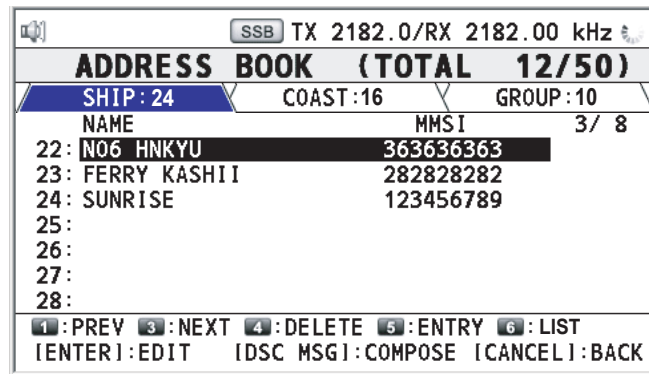 SSB TX 2182.0/RX 2182.00 kHz
ADDRESS BOOK (TOTAL 12/50)
SHIP:24 COAST:16 GROUP:10
NAME MMSI 3/ 8
22: NO6 HNKYU 363636363
23: FERRY KASHII 282828282
24: SUNRISE 123456789
25:
26:
27:
28:
1:PREV 3:NEXT 4:DELETE 5:ENTRY 6:LIST
[ENTER]:EDIT [DSC MSG]:COMPOSE [CANCEL]:BACK